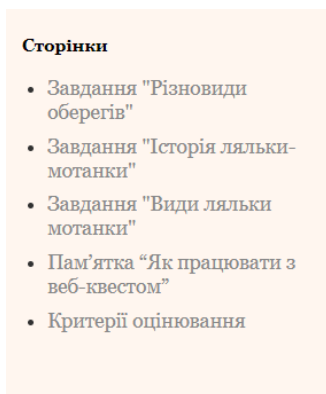 Сторінки
Завдання "Різновиди
оберегів"
Завдання "Історія ляльки-
мотанки"
Завдання "Види ляльки
мотанки"
Пам’ятка “Як працювати з
веб-квестом”
Критерії оцінювання